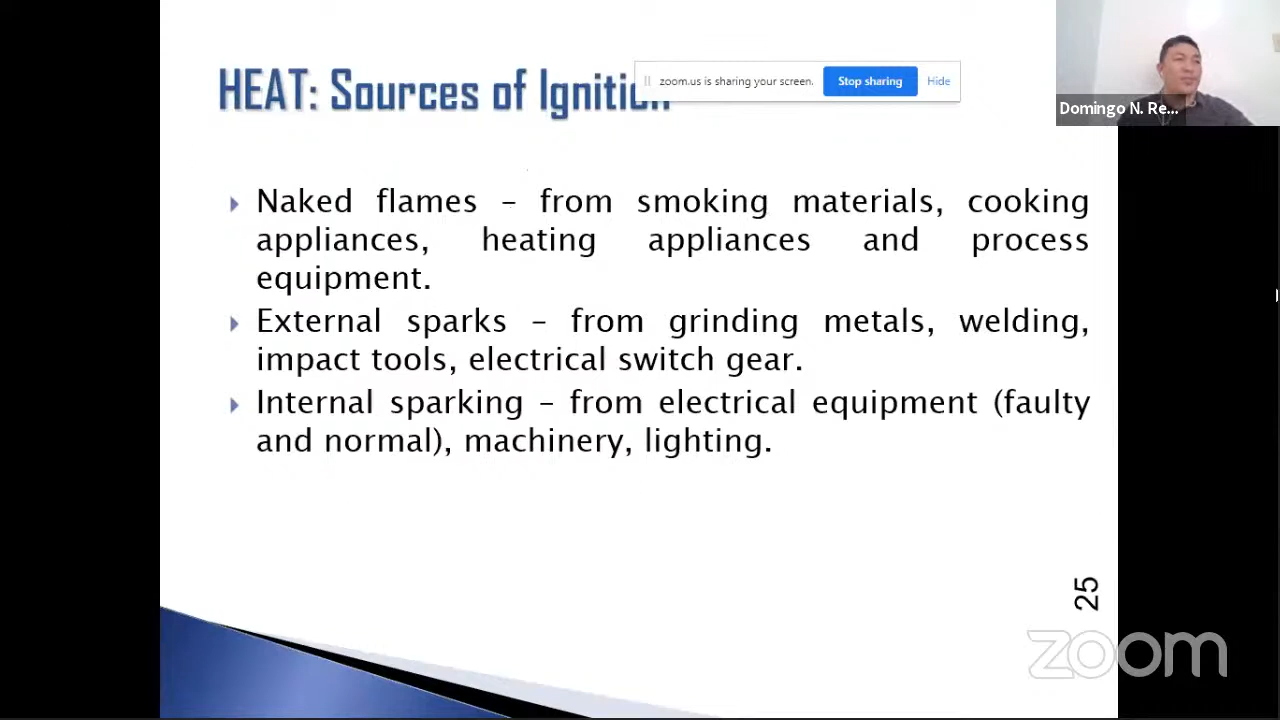 HEAT: Sources of Ignition
zoom.us is sharing your screen. Stop sharing Hide
Domingo N. Re...
Naked flames – from smoking materials, cooking
appliances, heating appliances and process
equipment.
External sparks – from grinding metals, welding,
impact tools, electrical switch gear.
Internal sparking – from electrical equipment (faulty
and normal), machinery, lighting.
25
zoom